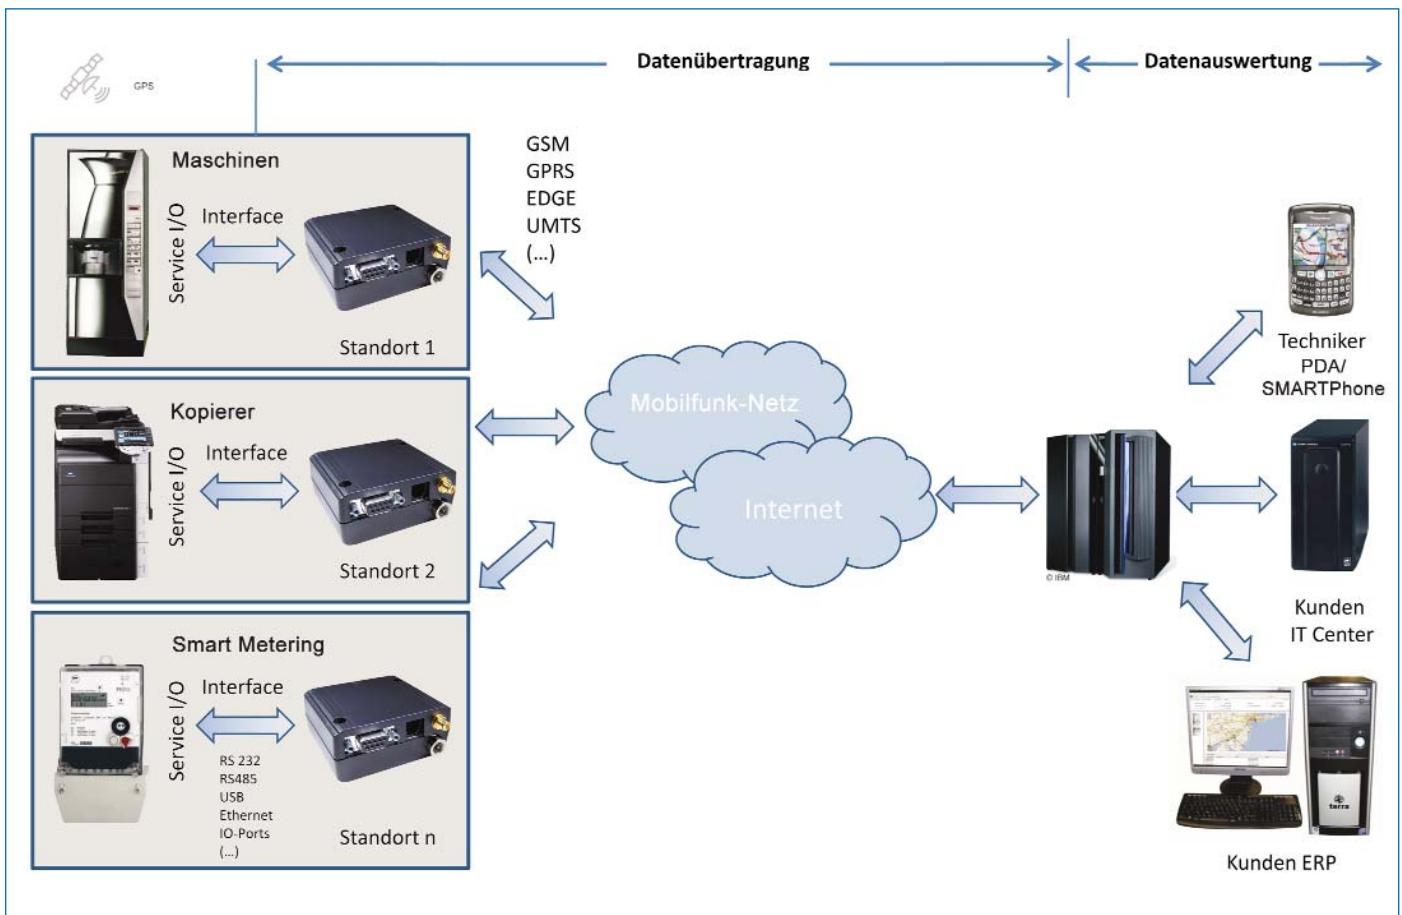 Datenübertragung
Datenauswertung
GPS
Maschinen
Service I/O
Interface
Standort 1
GSM
GPRS
EDGE
UMTS
(...)
Kopierer
Service I/O
Interface
Standort 2
Smart Metering
Service I/O
Interface
RS 232
RS485
USB
Ethernet
IO-Ports
(...)
Standort n
Mobilfunk-Netz
Internet
© IBM
Techniker
PDA/
SMARTPhone
Kunden
IT Center
terra
Kunden ERP